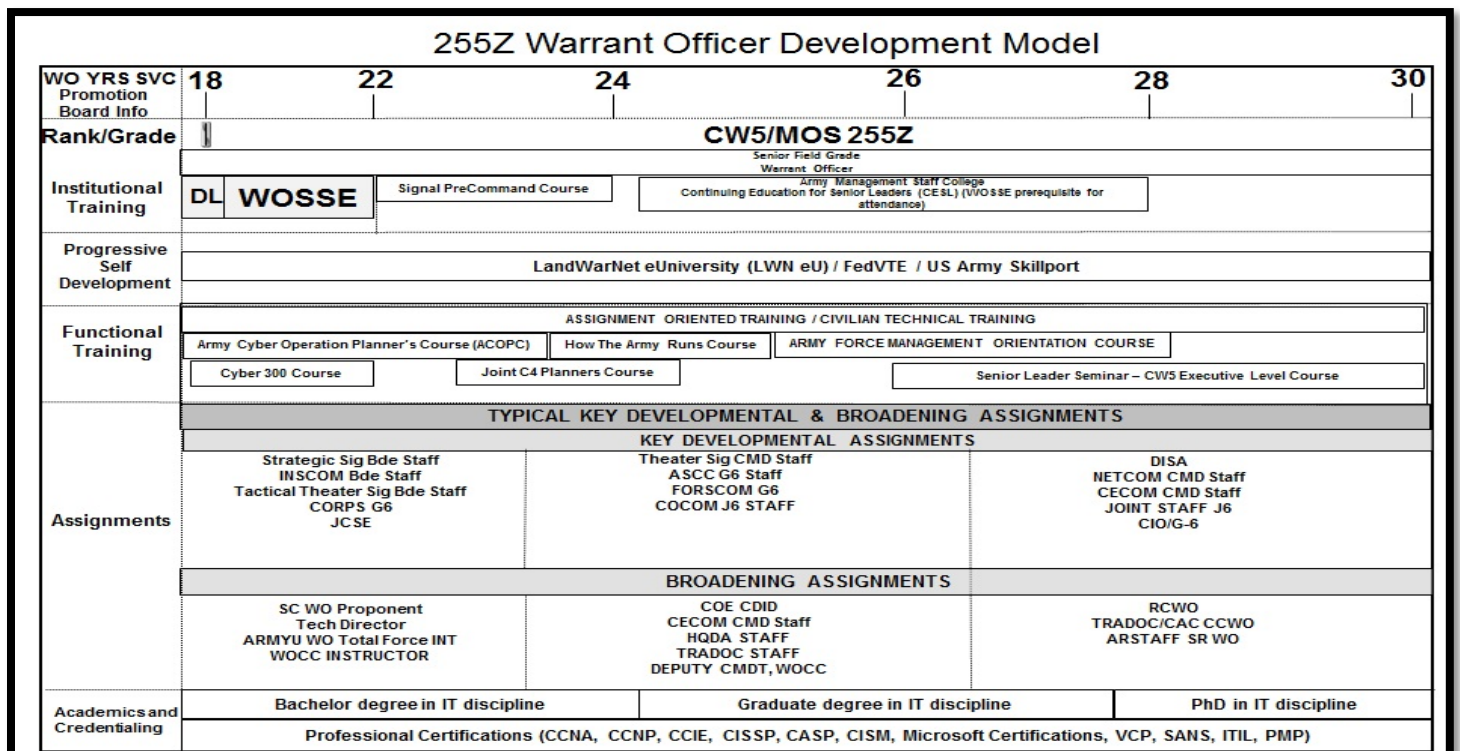 255Z Warrant Officer Development Model
WO YRS SVC
Promotion
Board Info
18 22 24 26 28 30
Rank/Grade
CW5/MOS 255Z
Senior Field Grade
Warrant Officer
Institutional
Training
DL
WOSSE
Signal PreCommand Course
Army Management Staff College
Continuing Education for Senior Leaders (CESL) (WOSSE prerequisite for
attendance)
Progressive
Self
Development
LandWarNet eUniversity (LWN eU) / FedVTE / US Army Skillport
Functional
Training
ASSIGNMENT ORIENTED TRAINING / CIVILIAN TECHNICAL TRAINING
Army Cyber Operation Planner's Course (ACOPC)
How The Army Runs Course
ARMY FORCE MANAGEMENT ORIENTATION COURSE
Cyber 300 Course
Joint C4 Planners Course
Senior Leader Seminar – CW5 Executive Level Course
Assignments
TYPICAL KEY DEVELOPMENTAL & BROADENING ASSIGNMENTS
KEY DEVELOPMENTAL ASSIGNMENTS
Strategic Sig Bde Staff
INSCOM Bde Staff
Tactical Theater Sig Bde Staff
CORPS G6
JCSE
Theater Sig CMD Staff
ASCC G6 Staff
FORSCOM G6
COCOM J6 STAFF
DISA
NETCOM CMD Staff
CECOM CMD Staff
JOINT STAFF J6
CIO/G-6
BROADENING ASSIGNMENTS
SC WO Proponent
Tech Director
ARMYU WO Total Force INT
WOCC INSTRUCTOR
COE CDID
CECOM CMD Staff
HQDA STAFF
TRADOC STAFF
DEPUTY CMDT, WOCC
RCWO
TRADOC/CAC CCWO
ARSTAFF SR WO
Academics and
Credentialing
Bachelor degree in IT discipline
Graduate degree in IT discipline
PhD in IT discipline
Professional Certifications (CCNA, CCNP, CCIE, CISSP, CASP, CISM, Microsoft Certifications, VCP, SANS, ITIL, PMP)